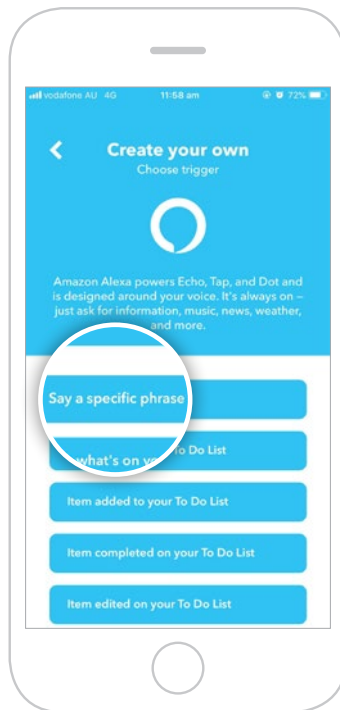 vodafone AU 4G 11:58 am 72%
Create your own
Choose trigger
Amazon Alexa powers Echo, Tap, and Dot and
is designed around your voice. It's always on –
just ask for information, music, news, weather,
and more.
Say a specific phrase
what's on yo To Do List
Item added to your To Do List
Item completed on your To Do List
Item edited on your To Do List